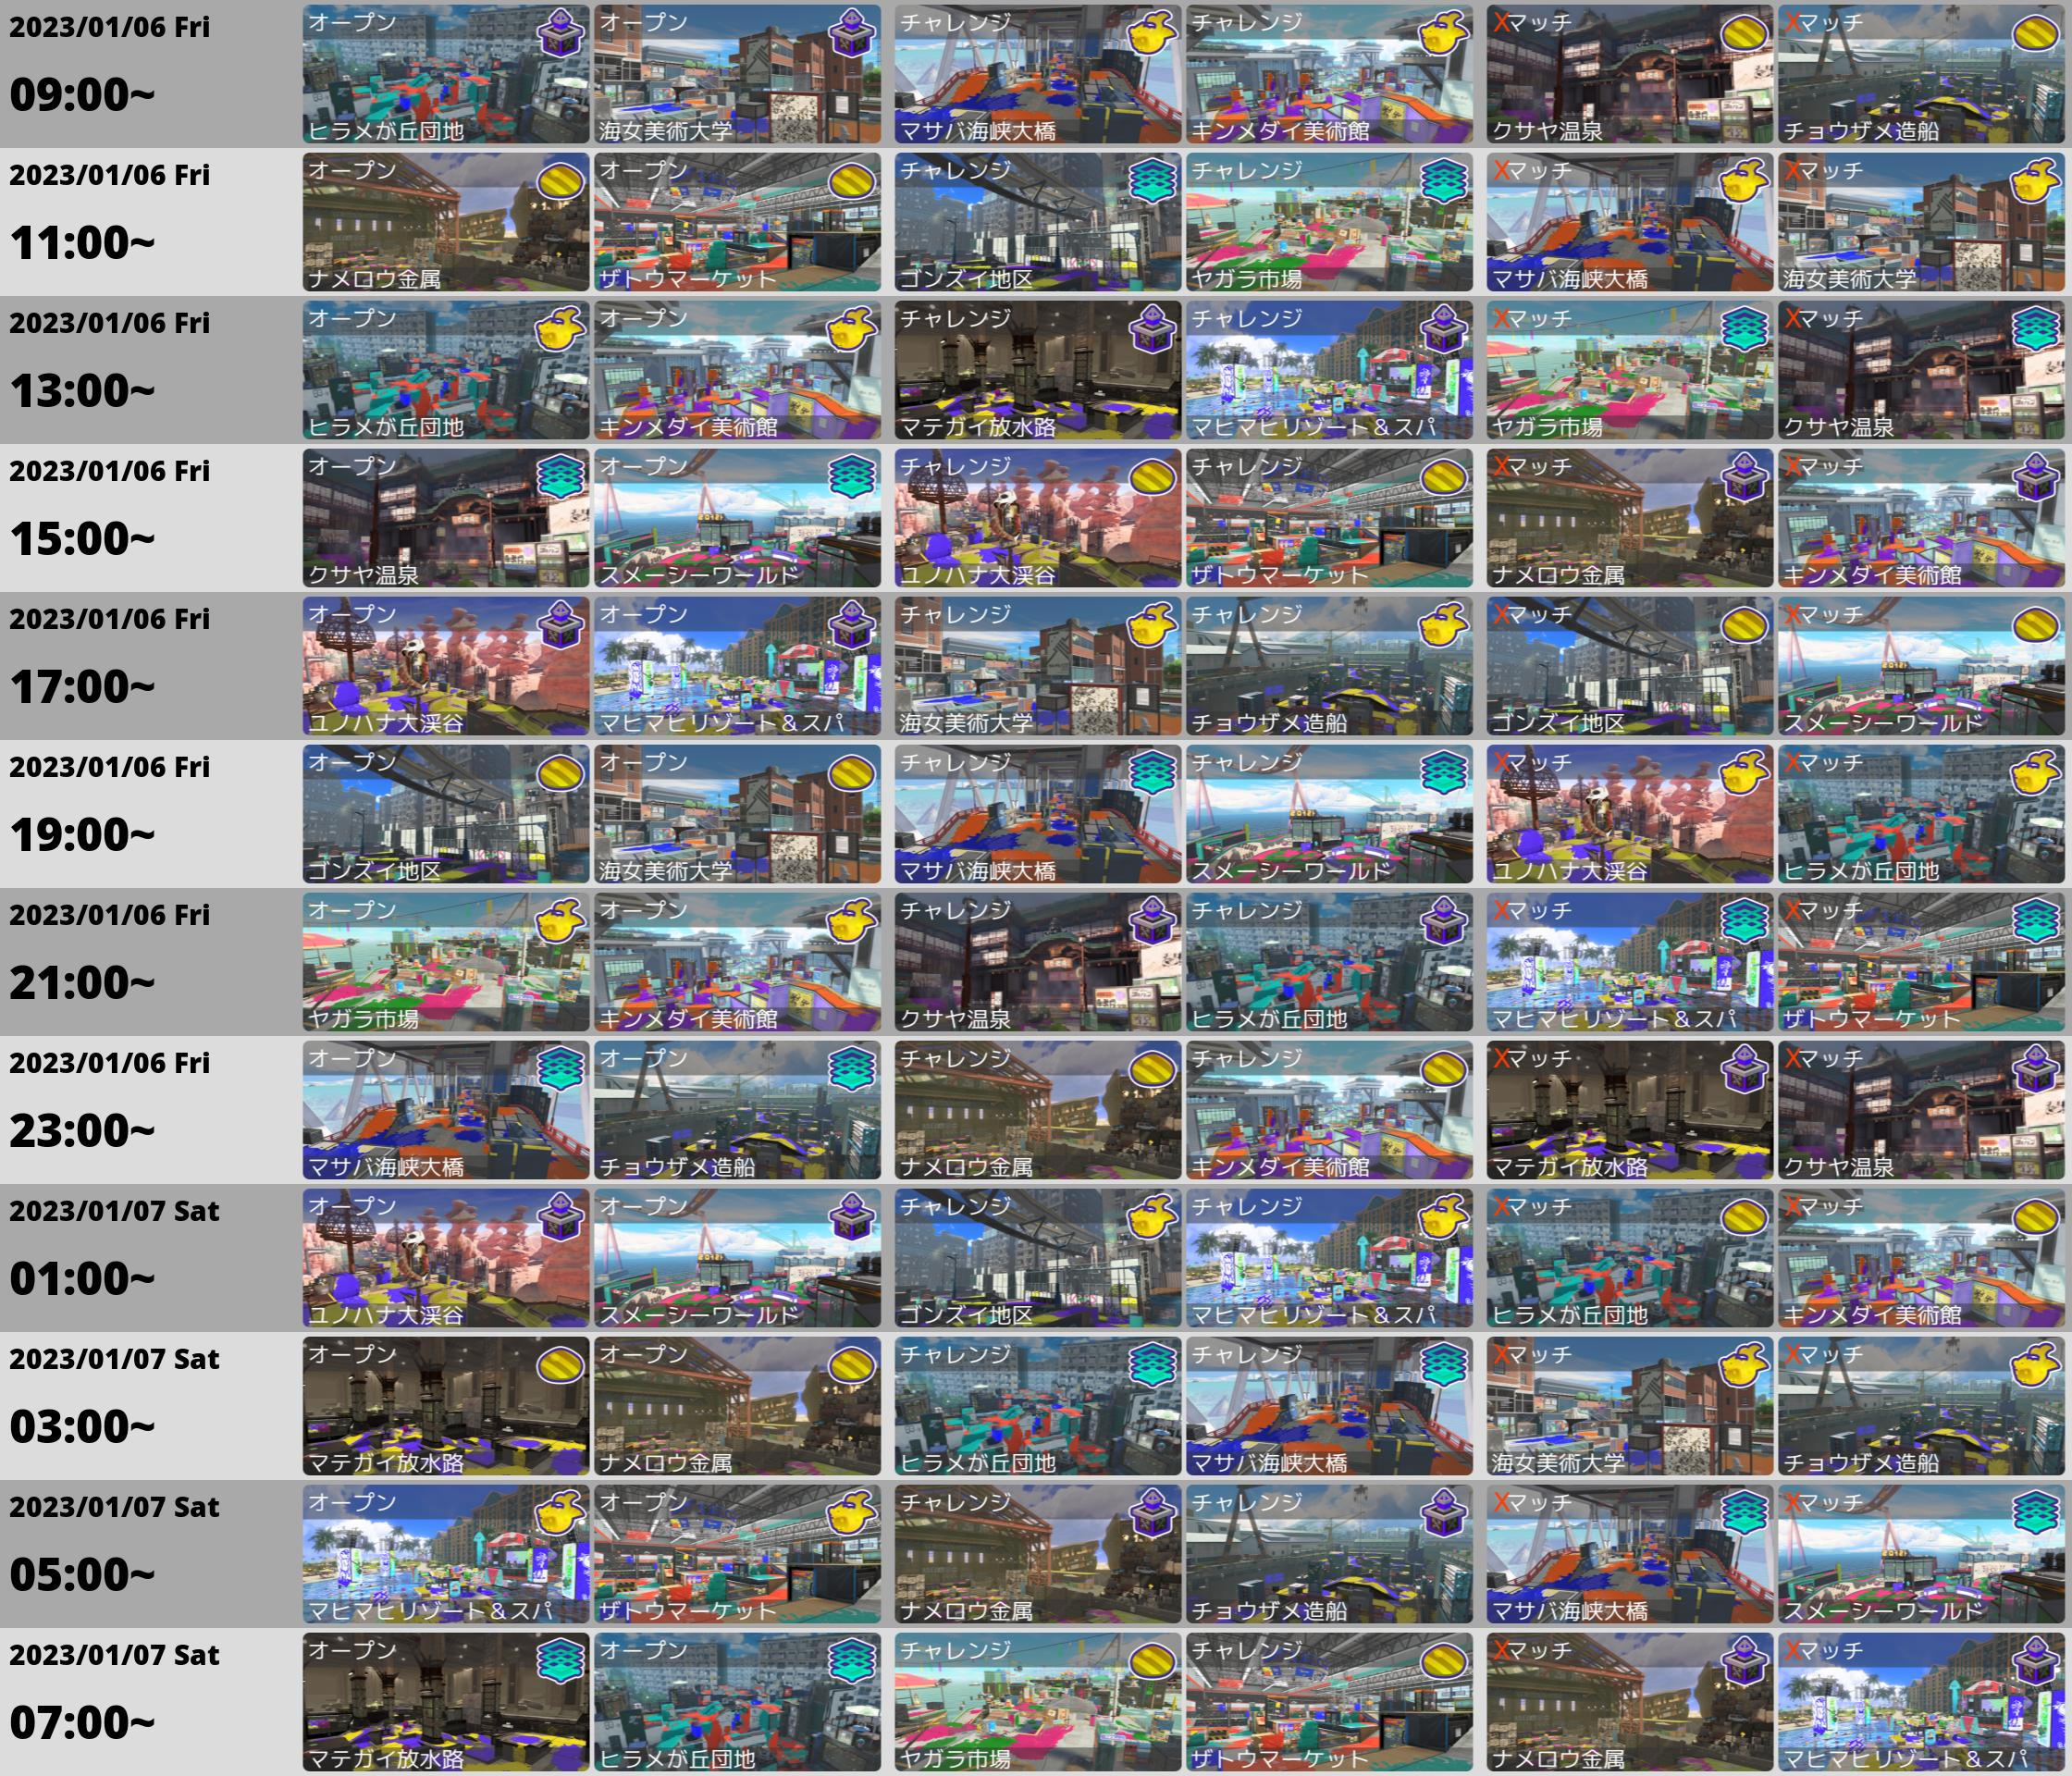 2023/01/06 Fri
09:00~
オープン
ヒラメが丘団地
オープン
海女美術大学
チャレンジ
マサバ海峡大橋
チャレンジ
キンメダイ美術館
Xマッチ
クサヤ温泉
Xマッチ
チョウザメ造船
2023/01/06 Fri
11:00~
オープン
ナメロウ金属
オープン
ザトウマーケット
チャレンジ
ゴンズイ地区
チャレンジ
ヤガラ市場
Xマッチ
マサバ海峡大橋
Xマッチ
海女美術大学
2023/01/06 Fri
13:00~
オープン
ヒラメが丘団地
オープン
キンメダイ美術館
チャレンジ
マテガイ放水路
チャレンジ
マヒマヒリゾート&スパ
Xマッチ
ヤガラ市場
Xマッチ
クサヤ温泉
2023/01/06 Fri
15:00~
オープン
クサヤ温泉
オープン
スメーシーワールド
チャレンジ
ユノハナ大渓谷
チャレンジ
ザトウマーケット
Xマッチ
ナメロウ金属
Xマッチ
キンメダイ美術館
2023/01/06 Fri
17:00~
オープン
ユノハナ大渓谷
オープン
マヒマヒリゾート&スパ
チャレンジ
海女美術大学
チャレンジ
チョウザメ造船
Xマッチ
ゴンズイ地区
Xマッチ
スメーシーワールド
2023/01/06 Fri
19:00~
オープン
ゴンズイ地区
オープン
海女美術大学
チャレンジ
マサバ海峡大橋
チャレンジ
スメーシーワールド
Xマッチ
ユノハナ大渓谷
Xマッチ
ヒラメが丘団地
2023/01/06 Fri
21:00~
オープン
ヤガラ市場
オープン
キンメダイ美術館
チャレンジ
クサヤ温泉
チャレンジ
ヒラメが丘団地
Xマッチ
マヒマヒリゾート&スパ
Xマッチ
ザトウマーケット
2023/01/06 Fri
23:00~
オープン
マサバ海峡大橋
オープン
チョウザメ造船
チャレンジ
ナメロウ金属
チャレンジ
キンメダイ美術館
Xマッチ
マテガイ放水路
Xマッチ
クサヤ温泉
2023/01/07 Sat
01:00~
オープン
ユノハナ大渓谷
オープン
スメーシーワールド
チャレンジ
ゴンズイ地区
チャレンジ
マヒマヒリゾート&スパ
Xマッチ
ヒラメが丘団地
Xマッチ
キンメダイ美術館
2023/01/07 Sat
03:00~
オープン
マテガイ放水路
オープン
ナメロウ金属
チャレンジ
ヒラメが丘団地
チャレンジ
マサバ海峡大橋
Xマッチ
海女美術大学
Xマッチ
チョウザメ造船
2023/01/07 Sat
05:00~
オープン
マヒマヒリゾート&スパ
オープン
ザトウマーケット
チャレンジ
ナメロウ金属
チャレンジ
チョウザメ造船
Xマッチ
マサバ海峡大橋
Xマッチ
スメーシーワールド
2023/01/07 Sat
07:00~
オープン
マテガイ放水路
オープン
ヒラメが丘団地
チャレンジ
ヤガラ市場
チャレンジ
ザトウマーケット
Xマッチ
ナメロウ金属
Xマッチ
マヒマヒリゾート&スパ